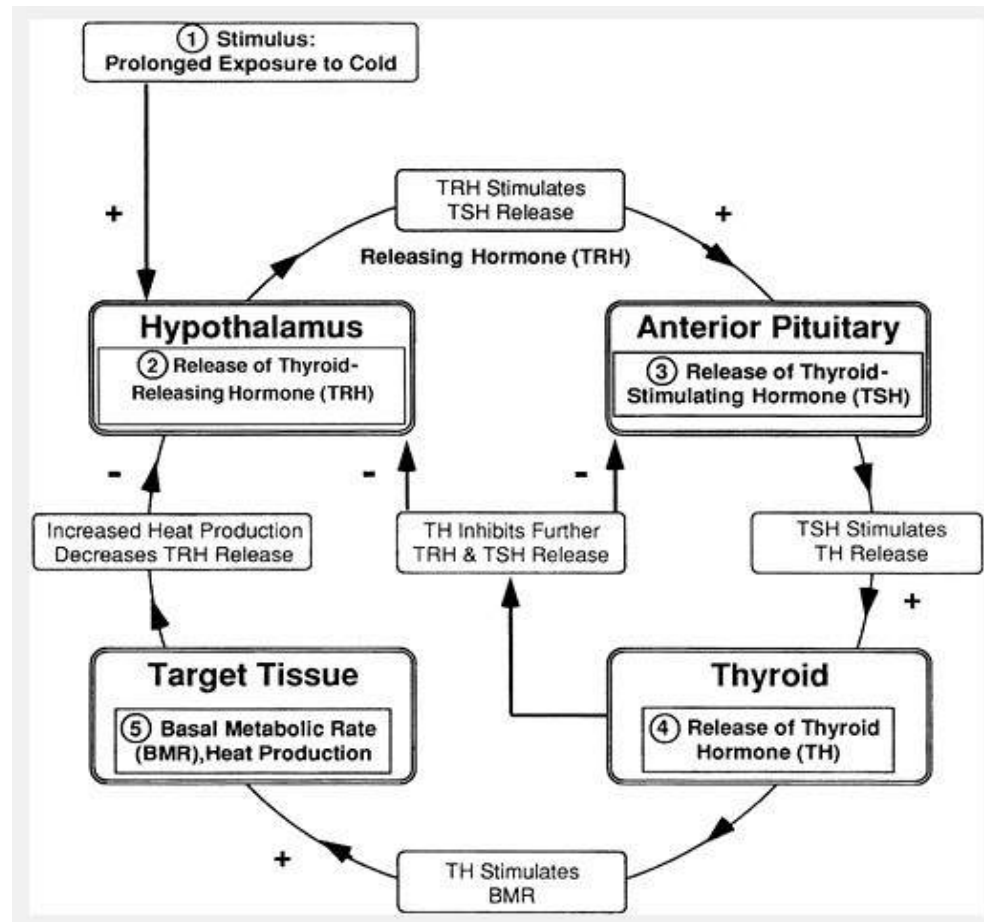 ① Stimulus:
Prolonged Exposure to Cold
+
TRH Stimulates
TSH Release
+
Releasing Hormone (TRH)
Hypothalamus
② Release of Thyroid-
Releasing Hormone (TRH)
Anterior Pituitary
③ Release of Thyroid-
Stimulating Hormone (TSH)
-
-
-
Increased Heat Production
Decreases TRH Release
TH Inhibits Further
TRH & TSH Release
TSH Stimulates
TH Release
+
Target Tissue
⑤ Basal Metabolic Rate
(BMR),Heat Production
Thyroid
④ Release of Thyroid
Hormone (TH)
+
TH Stimulates
BMR